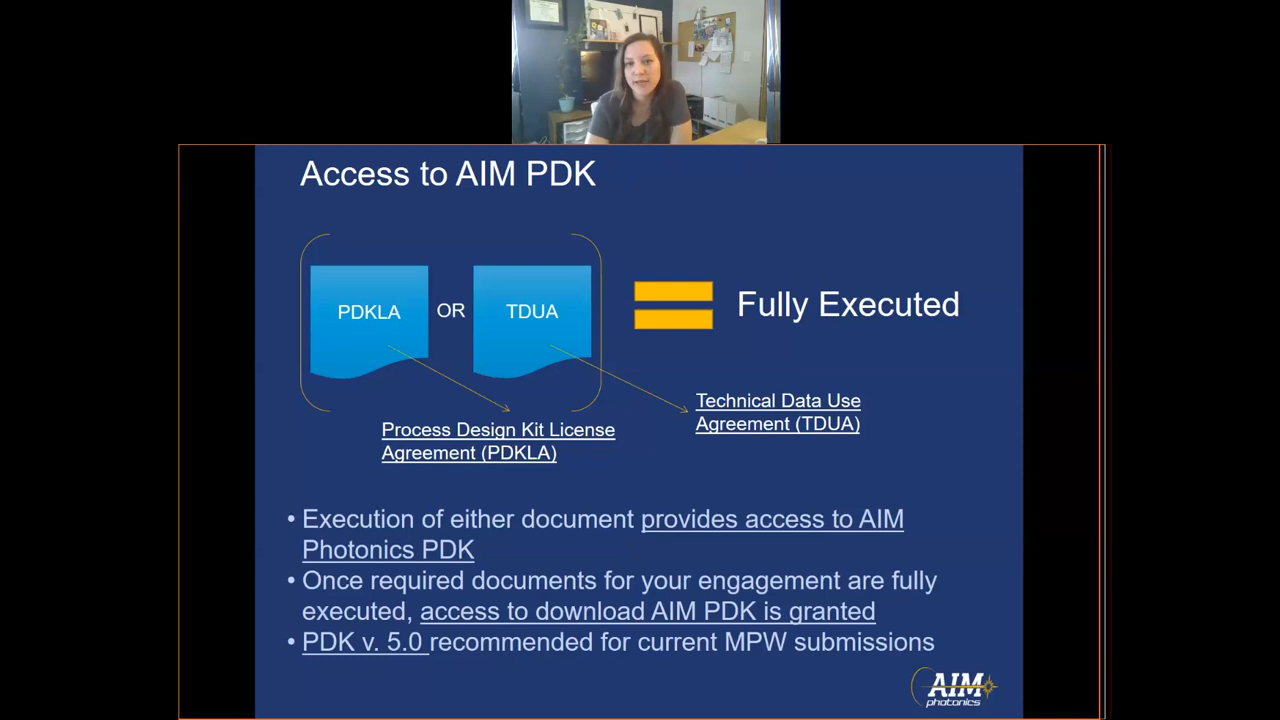 Access to AIM PDK
PDKLA
OR
TDUA
Fully Executed
Technical Data Use
Agreement (TDUA)
Process Design Kit License
Agreement (PDKLA)
• Execution of either document provides access to AIM
Photonics PDK
• Once required documents for your engagement are fully
executed, access to download AIM PDK is granted
• PDK v. 5.0 recommended for current MPW submissions
AIM
photonics